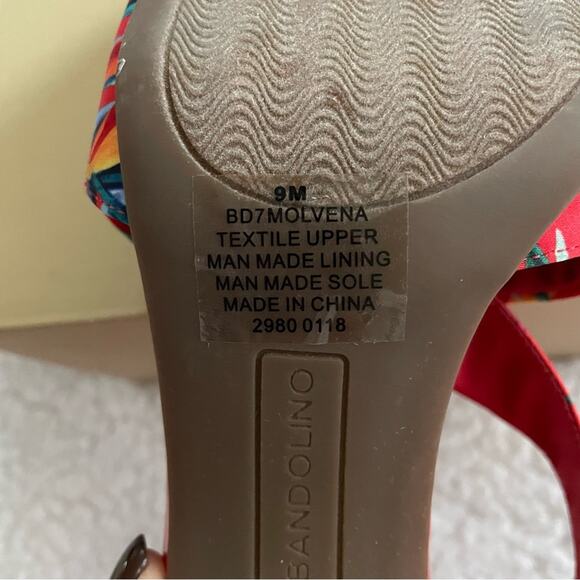 9M
BD7MOLVENA
TEXTILE UPPER
MAN MADE LINING
MAN MADE SOLE
MADE IN CHINA
2980 0118
BANDOLINO